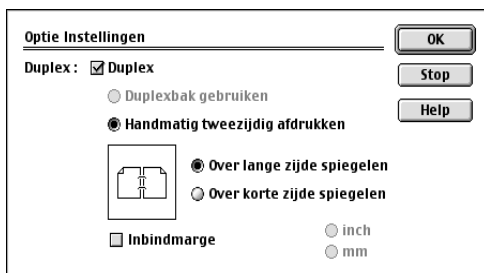 Optie Instellingen
OK
Duplex : Duplex
Stop
Duplexbak gebruiken
Help
Handmatig tweezijdig afdrukken
Over lange zijde spiegelen
Over korte zijde spiegelen
Inbindmarge
inch
mm